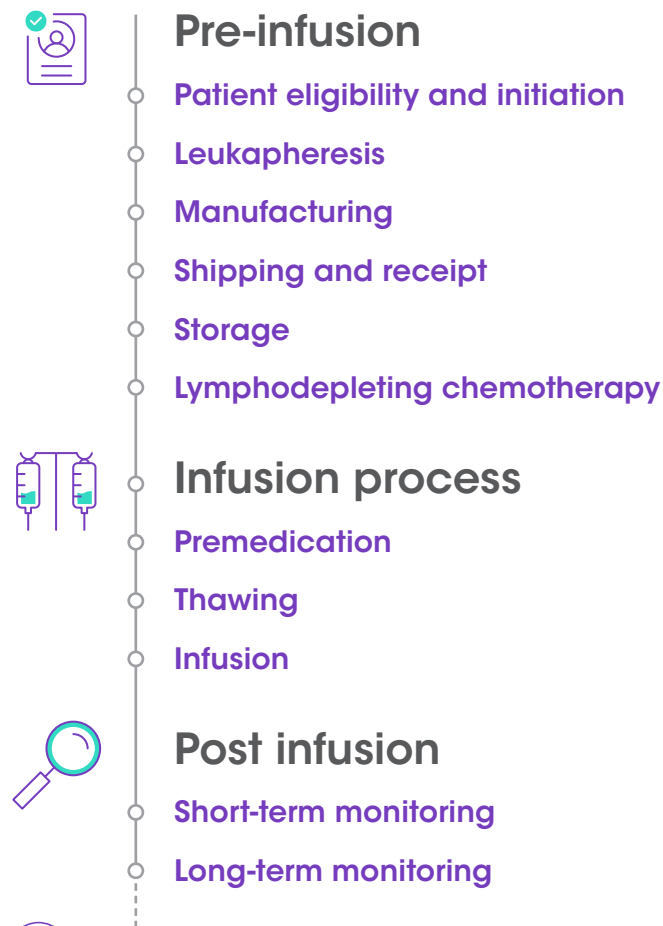 Pre-infusion
Patient eligibility and initiation
Leukapheresis
Manufacturing
Shipping and receipt
Storage
Lymphodepleting chemotherapy
Infusion process
Premedication
Thawing
Infusion
Post infusion
Short-term monitoring
Long-term monitoring